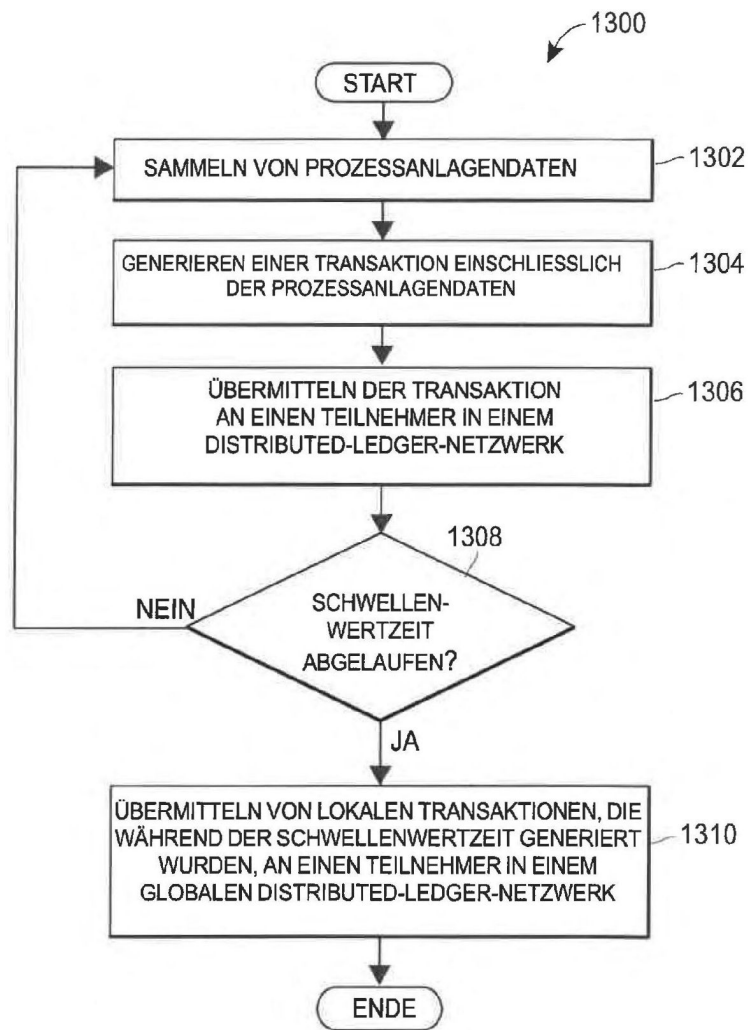 1300
START
SAMMELN VON PROZESSANLAGENDATEN
1302
GENERIEREN EINER TRANSAKTION EINSCHLIESSLICH
DER PROZESSANLAGENDATEN
1304
ÜBERMITTELN DER TRANSAKTION
AN EINEN TEILNEHMER IN EINEM
DISTRIBUTED-LEDGER-NETZWERK
1306
1308
NEIN
SCHWELLEN-
WERTZEIT
ABGELAUFEN?
JA
ÜBERMITTELN VON LOKALEN TRANSAKTIONEN, DIE
WÄHREND DER SCHWELLENWERTZEIT GENERIERT
WURDEN, AN EINEN TEILNEHMER IN EINEM
GLOBALEN DISTRIBUTED-LEDGER-NETZWERK
1310
ENDE